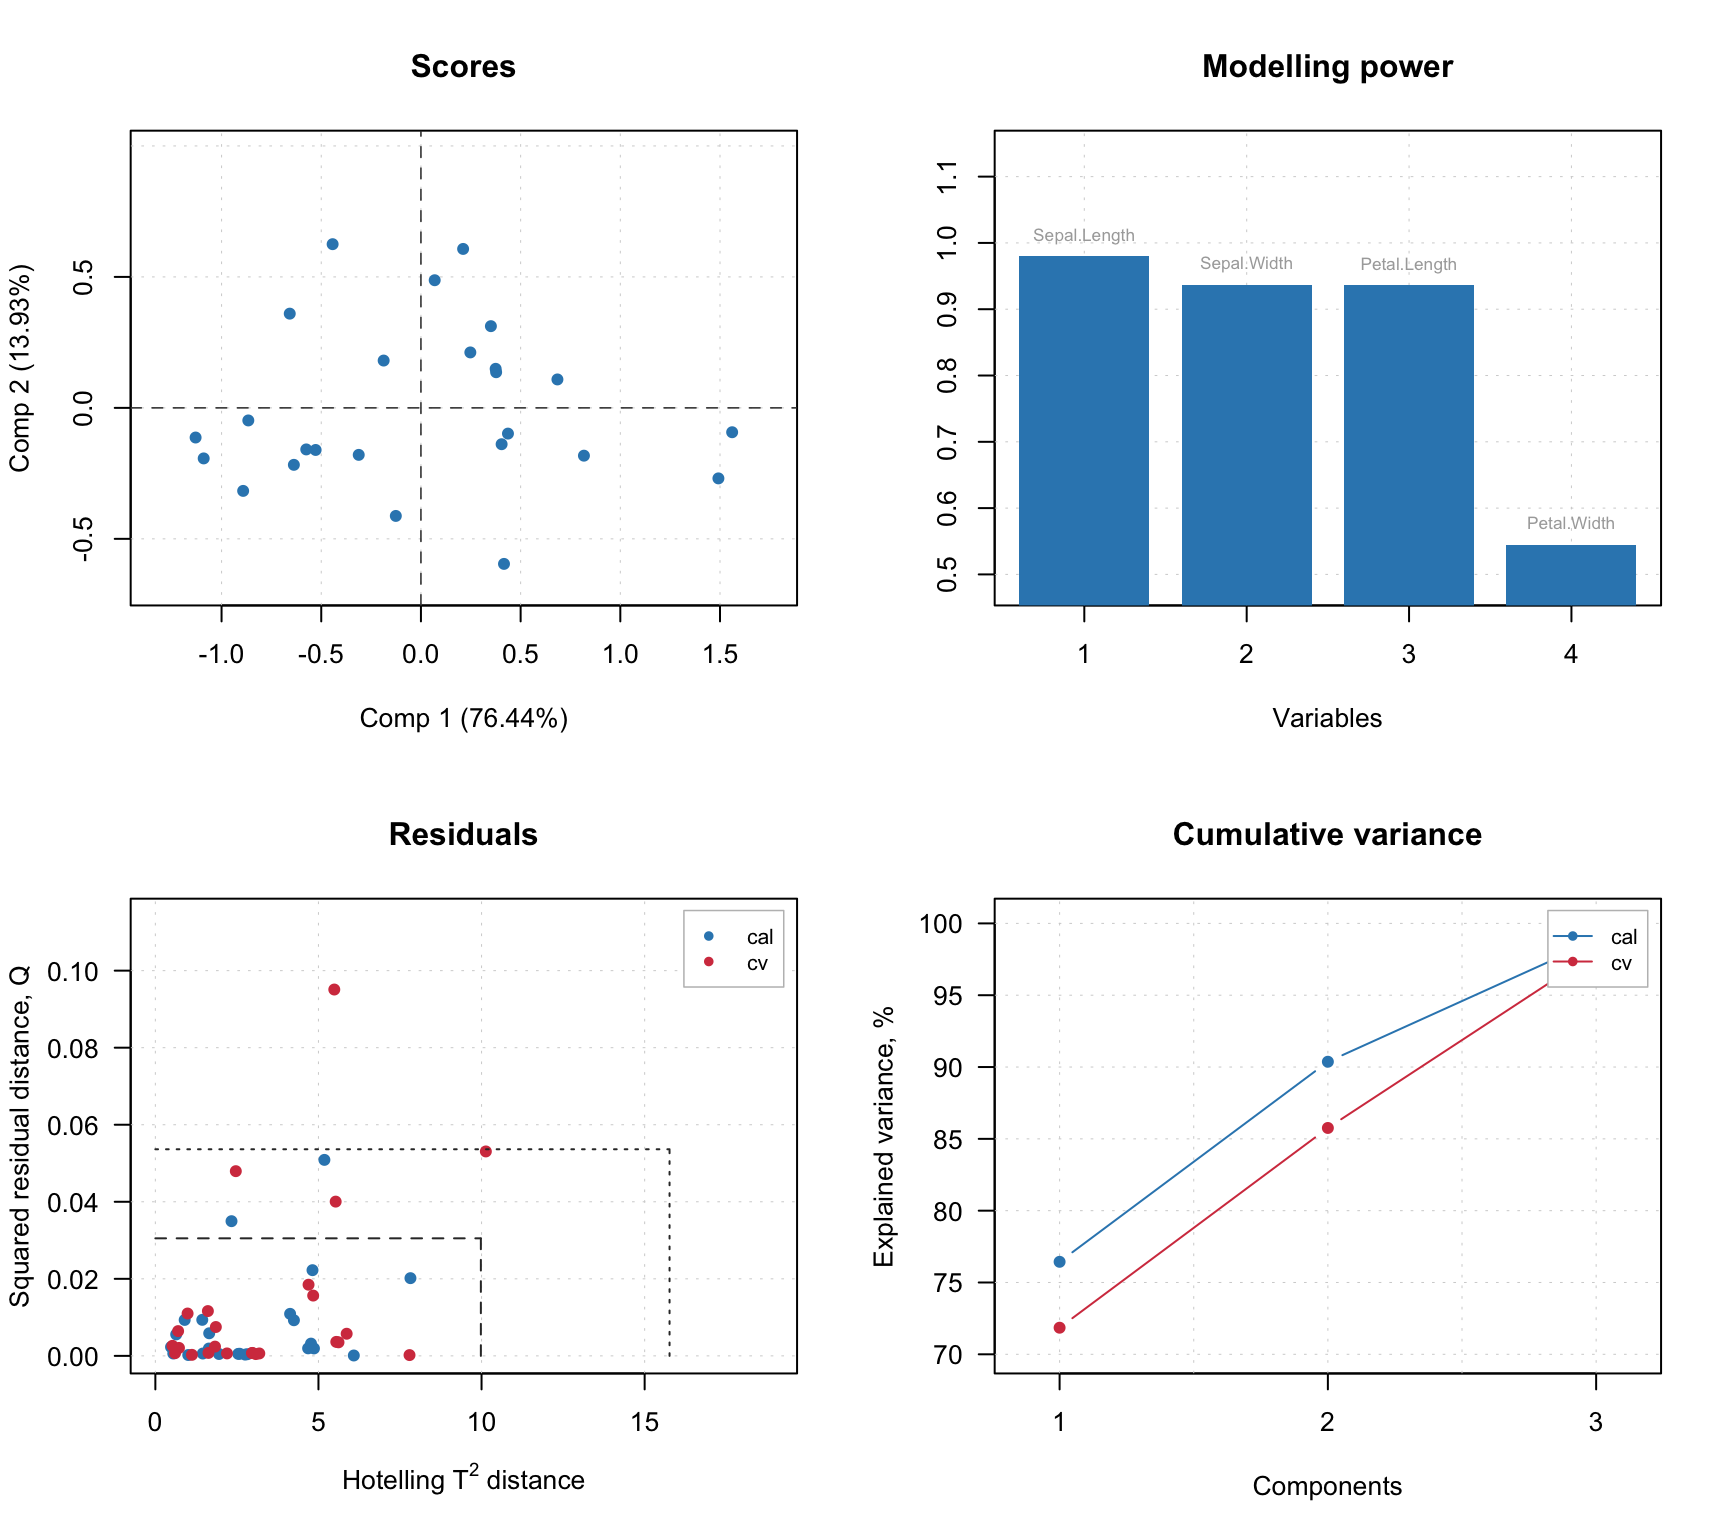 Scores
Comp 2 (13.93%)
0.5
0.0
-0.5
-1.0 -0.5 0.0 0.5 1.0 1.5
Comp 1 (76.44%)
Modelling power
1.1
1.0
0.9
0.8
0.7
0.6
0.5
Sepal.Length
Sepal.Width
Petal.Length
Petal.Width
1 2 3 4
Variables
Residuals
Squared residual distance, Q
0.10
0.08
0.06
0.04
0.02
0.00
cal
cv
0 5 10 15
Hotelling T² distance
Cumulative variance
Explained variance, %
100
95
90
85
80
75
70
cal
cv
1 2 3
Components